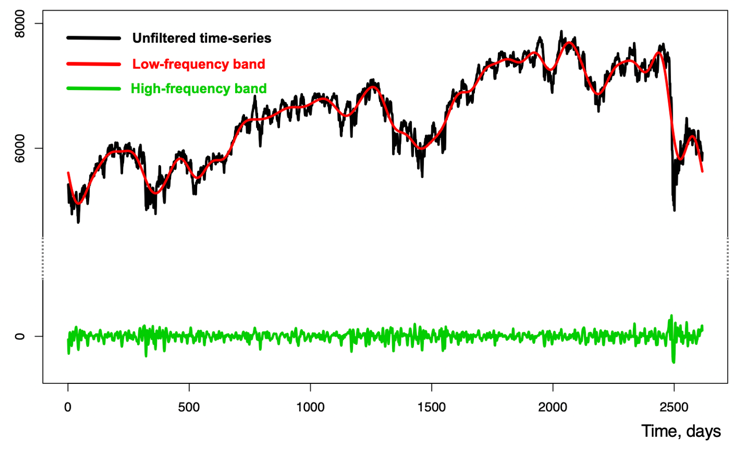 8000
6000
0
Unfiltered time-series
Low-frequency band
High-frequency band
0 500 1000 1500 2000 2500
Time, days